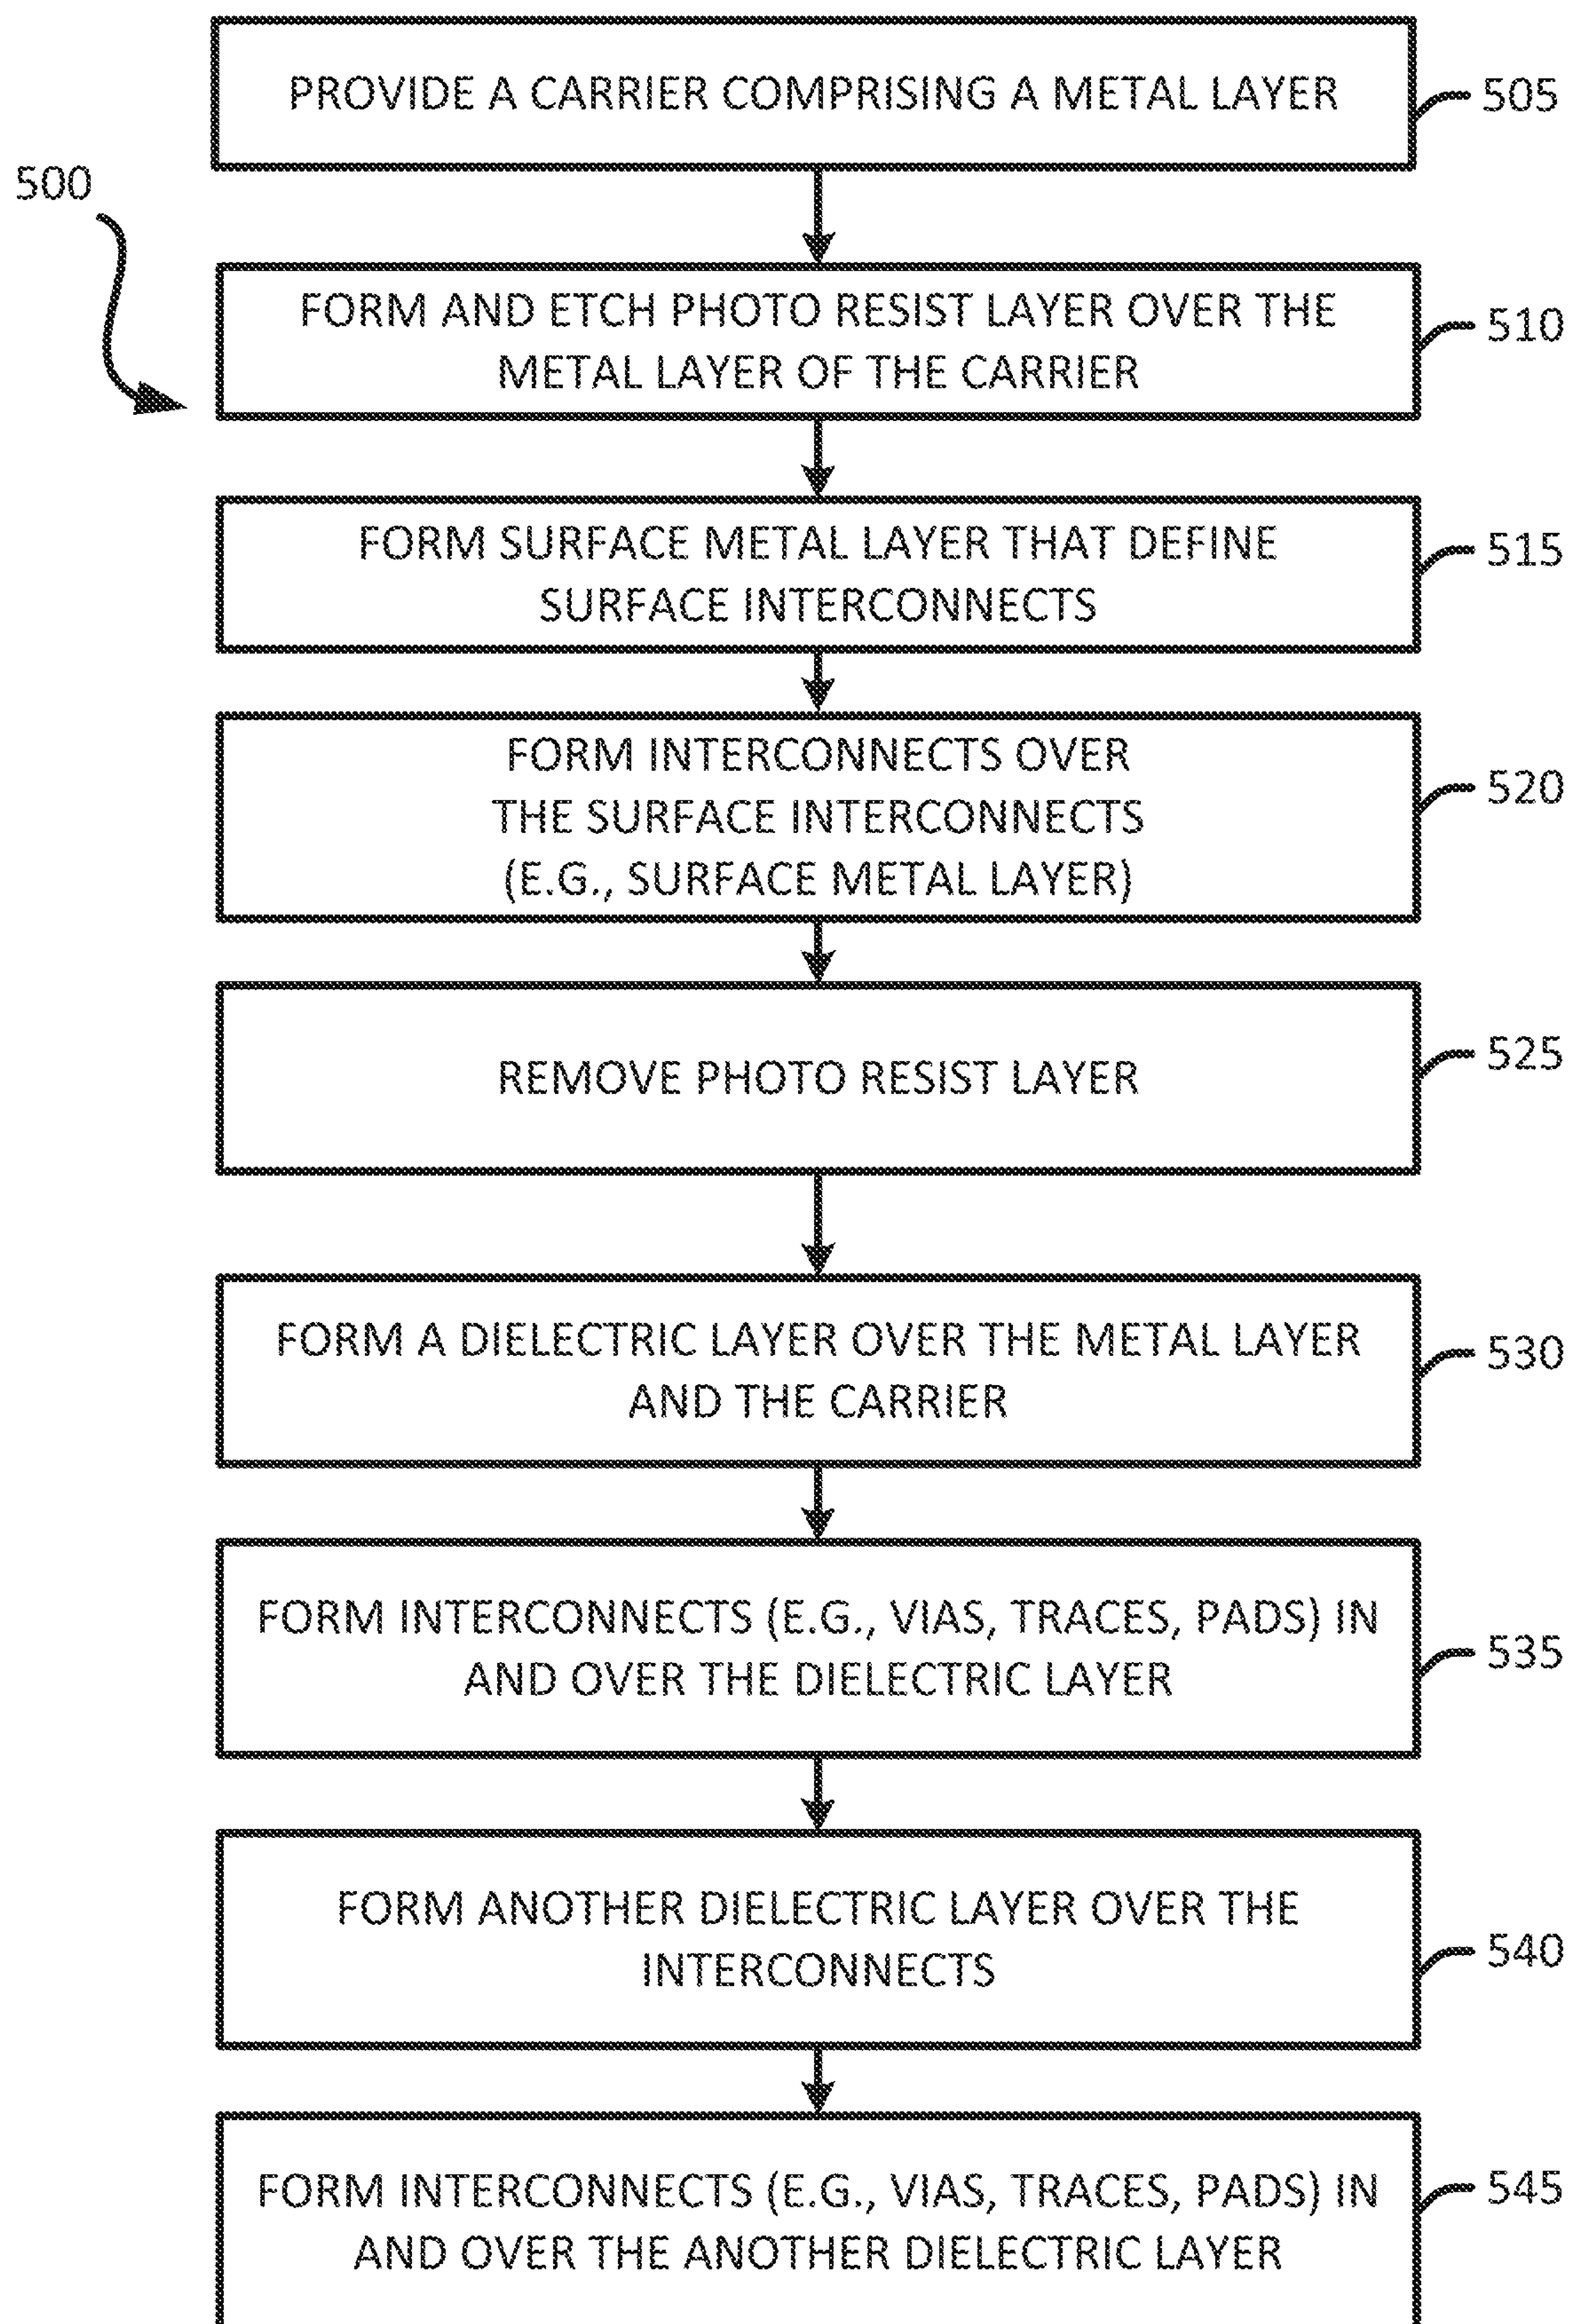 PROVIDE A CARRIER COMPRISING A METAL LAYER
505
500
FORM AND ETCH PHOTO RESIST LAYER OVER THE
METAL LAYER OF THE CARRIER
510
FORM SURFACE METAL LAYER THAT DEFINE
SURFACE INTERCONNECTS
515
FORM INTERCONNECTS OVER
THE SURFACE INTERCONNECTS
(E.G., SURFACE METAL LAYER)
520
REMOVE PHOTO RESIST LAYER
525
FORM A DIELECTRIC LAYER OVER THE METAL LAYER
AND THE CARRIER
530
FORM INTERCONNECTS (E.G., VIAS, TRACES, PADS) IN
AND OVER THE DIELECTRIC LAYER
535
FORM ANOTHER DIELECTRIC LAYER OVER THE
INTERCONNECTS
540
FORM INTERCONNECTS (E.G., VIAS, TRACES, PADS) IN
AND OVER THE ANOTHER DIELECTRIC LAYER
545